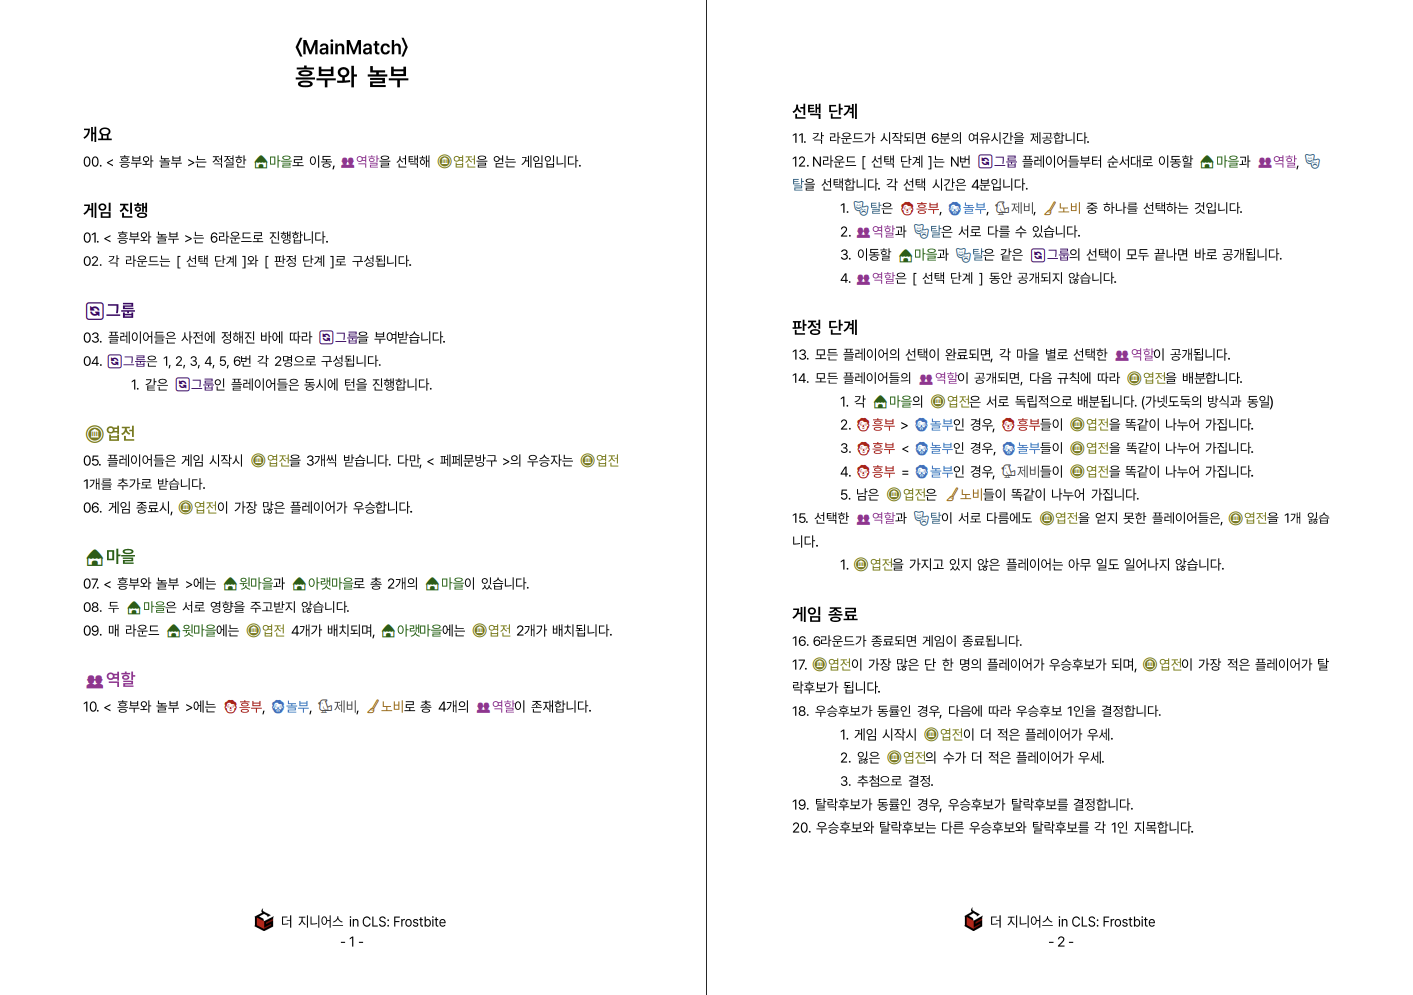 〈MainMatch〉
흥부와 놀부
개요
00. < 흥부와 놀부 >는 적절한 마을로 이동, 역할을 선택해 엽전을 얻는 게임입니다.
게임 진행
01. < 흥부와 놀부 >는 6라운드로 진행합니다.
02. 각 라운드는 [ 선택 단계 ]와 [ 판정 단계 ]로 구성됩니다.
그룹
03. 플레이어들은 사전에 정해진 바에 따라 그룹을 부여받습니다.
04. 그룹은 1, 2, 3, 4, 5, 6번 각 2명으로 구성됩니다.
1. 같은 그룹인 플레이어들은 동시에 턴을 진행합니다.
엽전
05. 플레이어들은 게임 시작시 엽전을 3개씩 받습니다. 다만, < 페페문방구 >의 우승자는 엽전
1개를 추가로 받습니다.
06. 게임 종료시, 엽전이 가장 많은 플레이어가 우승합니다.
마을
07. < 흥부와 놀부 >에는 윗마을과 아랫마을로 총 2개의 마을이 있습니다.
08. 두 마을은 서로 영향을 주고받지 않습니다.
09. 매 라운드 윗마을에는 엽전 4개가 배치되며, 아랫마을에는 엽전 2개가 배치됩니다.
역할
10. < 흥부와 놀부 >에는 흥부, 놀부, 제비, 노비로 총 4개의 역할이 존재합니다.
더 지니어스 in CLS: Frostbite
- 1 -
선택 단계
11. 각 라운드가 시작되면 6분의 여유시간을 제공합니다.
12. N라운드 [ 선택 단계 ]는 N번 그룹 플레이어들부터 순서대로 이동할 마을과 역할,
탈을 선택합니다. 각 선택 시간은 4분입니다.
1. 탈은 흥부, 놀부, 제비, 노비 중 하나를 선택하는 것입니다.
2. 역할과 탈은 서로 다를 수 있습니다.
3. 이동할 마을과 탈은 같은 그룹의 선택이 모두 끝나면 바로 공개됩니다.
4. 역할은 [ 선택 단계 ] 동안 공개되지 않습니다.
판정 단계
13. 모든 플레이어의 선택이 완료되면, 각 마을 별로 선택한 역할이 공개됩니다.
14. 모든 플레이어들의 역할이 공개되면, 다음 규칙에 따라 엽전을 배분합니다.
1. 각 마을의 엽전은 서로 독립적으로 배분됩니다. (가넷도둑의 방식과 동일)
2. 흥부 > 놀부인 경우, 흥부들이 엽전을 똑같이 나누어 가집니다.
3. 흥부 < 놀부인 경우, 놀부들이 엽전을 똑같이 나누어 가집니다.
4. 흥부 = 놀부인 경우, 제비들이 엽전을 똑같이 나누어 가집니다.
5. 남은 엽전은 노비들이 똑같이 나누어 가집니다.
15. 선택한 역할과 탈이 서로 다름에도 엽전을 얻지 못한 플레이어들은, 엽전을 1개 잃습
니다.
1. 엽전을 가지고 있지 않은 플레이어는 아무 일도 일어나지 않습니다.
게임 종료
16. 6라운드가 종료되면 게임이 종료됩니다.
17. 엽전이 가장 많은 단 한 명의 플레이어가 우승후보가 되며, 엽전이 가장 적은 플레이어가 탈
락후보가 됩니다.
18. 우승후보가 동률인 경우, 다음에 따라 우승후보 1인을 결정합니다.
1. 게임 시작시 엽전이 더 적은 플레이어가 우세.
2. 잃은 엽전의 수가 더 적은 플레이어가 우세.
3. 추첨으로 결정.
19. 탈락후보가 동률인 경우, 우승후보가 탈락후보를 결정합니다.
20. 우승후보와 탈락후보는 다른 우승후보와 탈락후보를 각 1인 지목합니다.
더 지니어스 in CLS: Frostbite
- 2 -